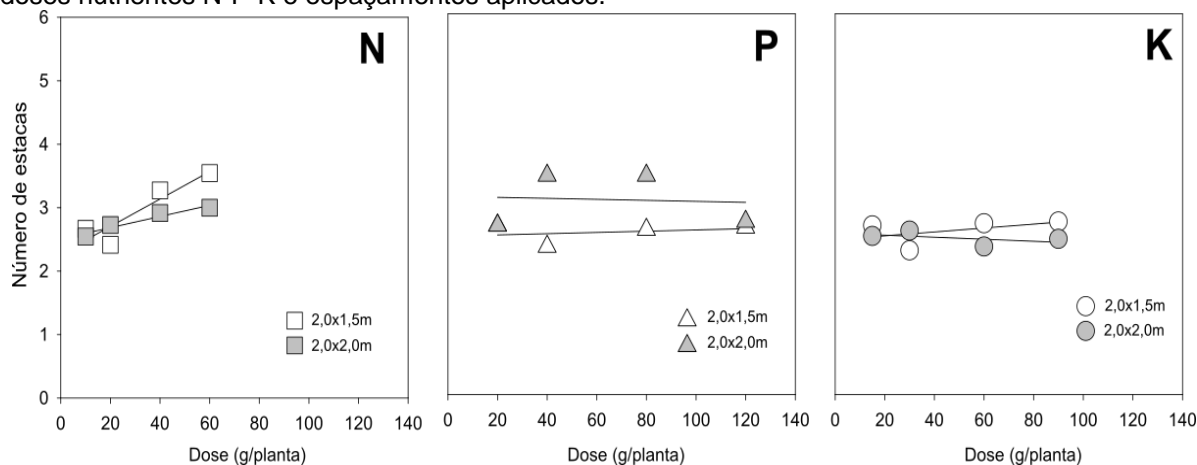 doses nutrientes N P K e espaçamentos aplicados.
N
P
K
Número de estacas
6
5
4
3
2
1
0
2,0x1,5m
2,0x2,0m
2,0x1,5m
2,0x2,0m
2,0x1,5m
2,0x2,0m
0 20 40 60 80 100 120 140
0 20 40 60 80 100 120 140
0 20 40 60 80 100 120 140
Dose (g/planta)
Dose (g/planta)
Dose (g/planta)